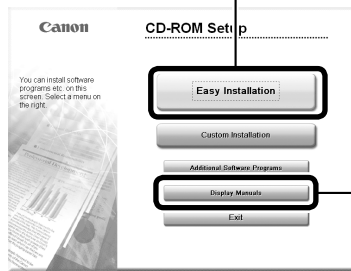 Canon
CD-ROM Setup
You can install software
programs etc. on this
screen. Select a menu on
the right.
Easy Installation
Custom Installation
Additional Software Programs
Display Manuals
Exit